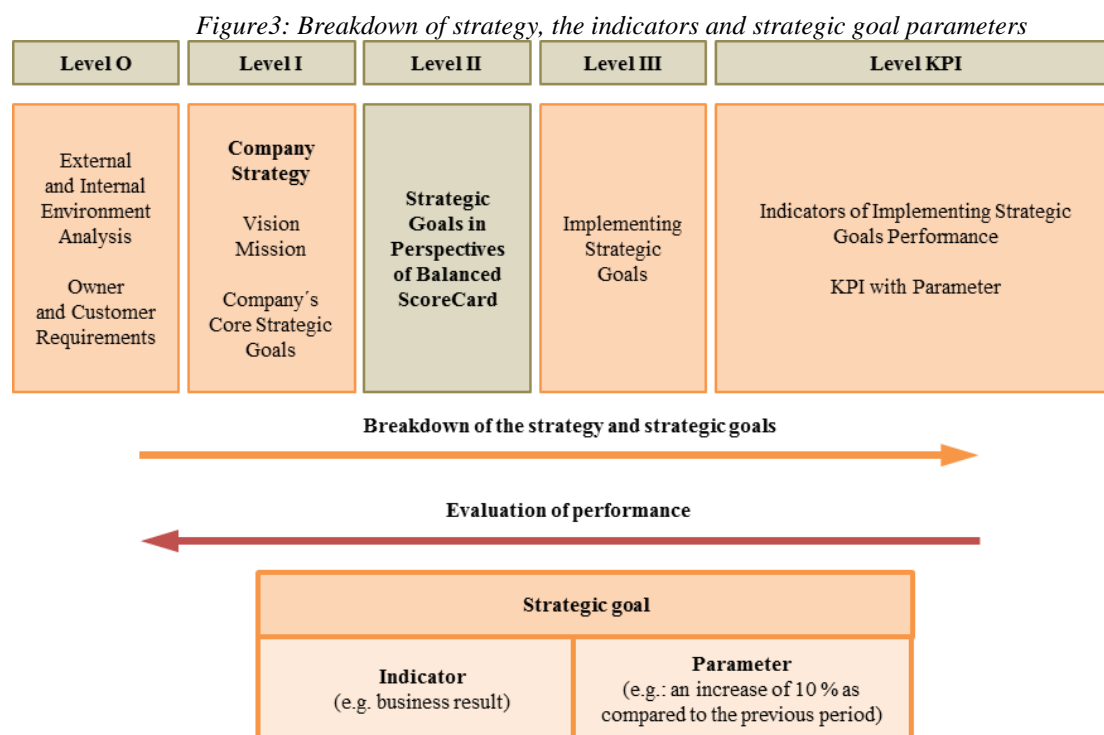 Figure3: Breakdown of strategy, the indicators and strategic goal parameters
Level O
Level I
Level II
Level III
Level KPI
External
and Internal
Environment
Analysis
Owner
and Customer
Requirements
Company
Strategy
Vision
Mission
Company´s
Core Strategic
Goals
Strategic
Goals in
Perspectives
of Balanced
ScoreCard
Implementing
Strategic
Goals
Indicators of Implementing Strategic
Goals Performance
KPI with Parameter
Breakdown of the strategy and strategic goals
Evaluation of performance
Strategic goal
Indicator
(e.g. business result)
Parameter
(e.g.: an increase of 10 % as
compared to the previous period)